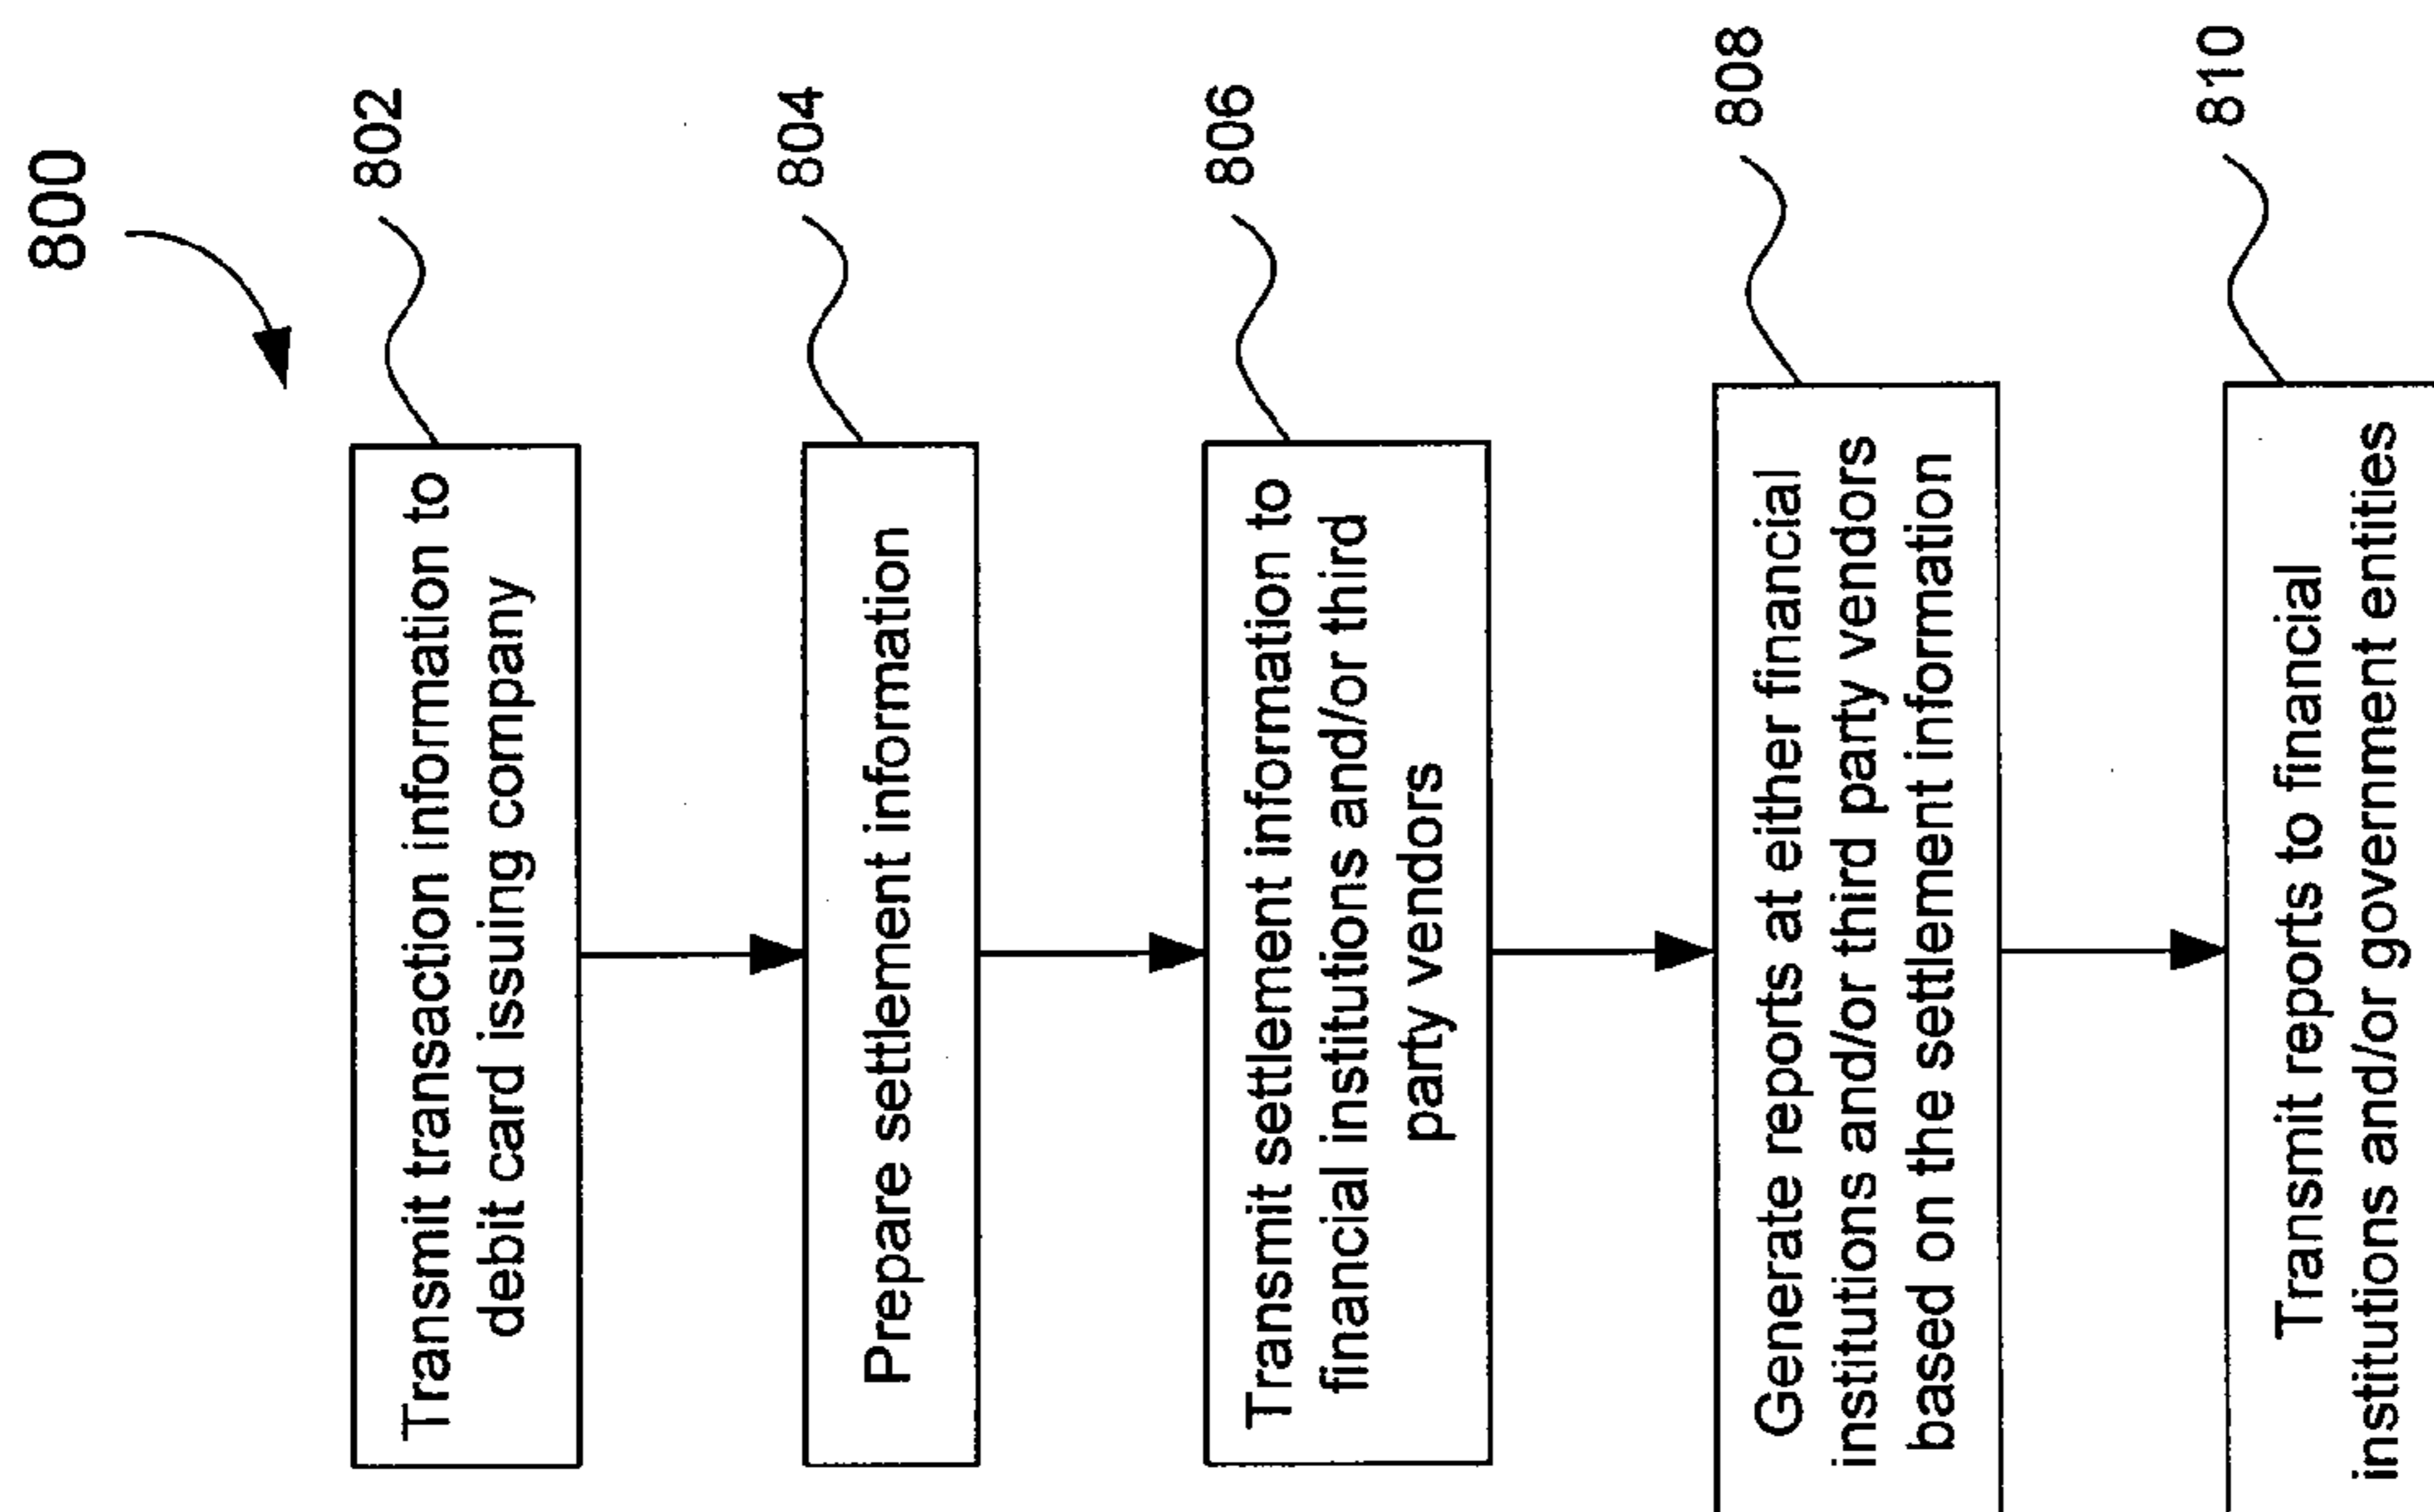 800
802
Transmit transaction information to
debit card issuing company
804
Prepare settlement information
806
Transmit settlement information to
financial institutions and/or third
party vendors
808
Generate reports at either financial
institutions and/or third party vendors
based on the settlement information
810
Transmit reports to financial
institutions and/or government entities